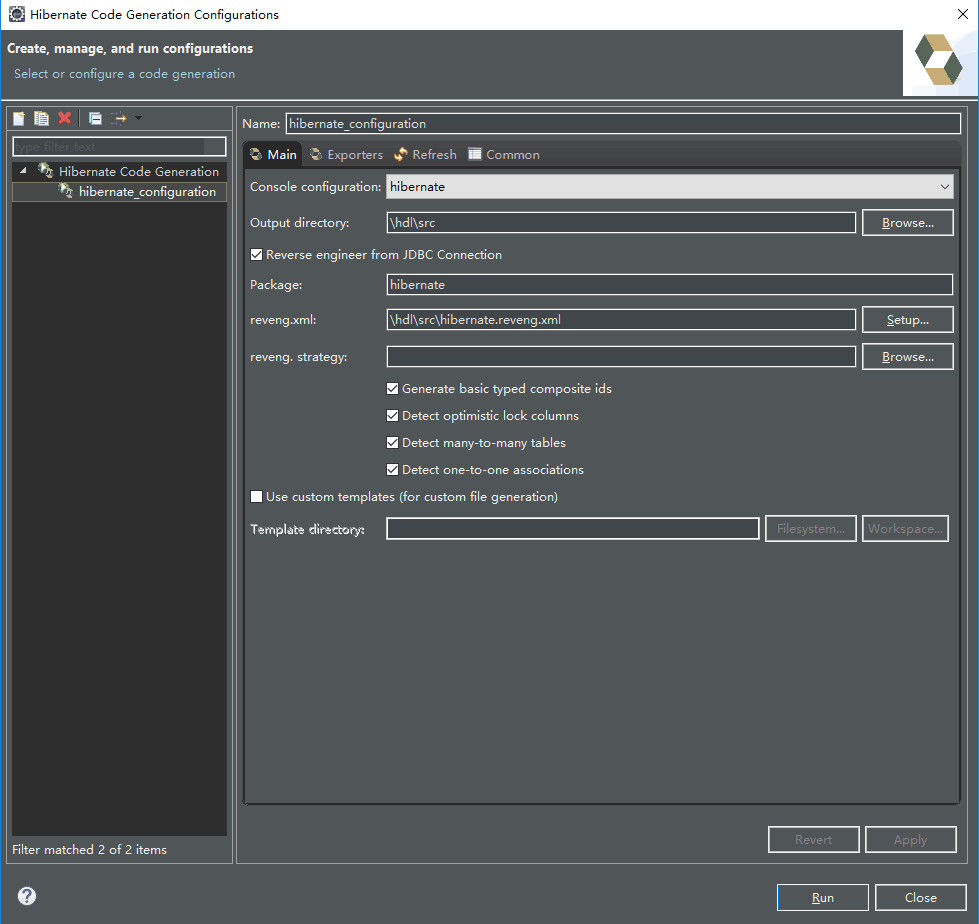 Hibernate Code Generation Configurations
Create, manage, and run configurations
Select or configure a code generation
type filter text
Hibernate Code Generation
hibernate_configuration
Filter matched 2 of 2 items
Name: hibernate_configuration
Main Exporters Refresh Common
Console configuration: hibernate
Output directory: \hdl\src Browse...
Reverse engineer from JDBC Connection
Package: hibernate
reveng.xml: \hdl\src\hibernate.reveng.xml Setup...
reveng. strategy: Browse...
Generate basic typed composite ids
Detect optimistic lock columns
Detect many-to-many tables
Detect one-to-one associations
Use custom templates (for custom file generation)
Template directory: Filesystem... Workspace...
Revert Apply
Run Close